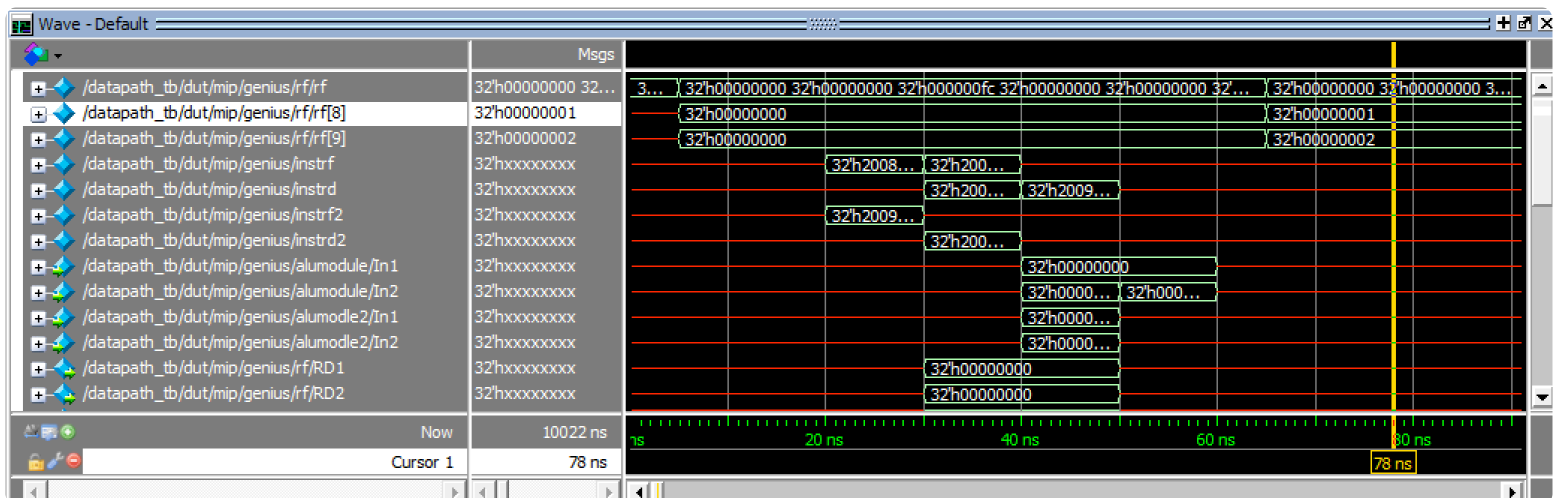 Wave - Default
Msgs
/datapath_tb/dut/mip/genius/rf/rf 32'h00000000 32... 3... 32'h00000000 32'h00000000 32'h000000fc 32'h00000000 32'h00000000 32'... 32'h00000000 32'h00000000 3...
/datapath_tb/dut/mip/genius/rf/rf[8] 32'h00000001 32'h00000000 32'h00000001
/datapath_tb/dut/mip/genius/rf/rf[9] 32'h00000002 32'h00000000 32'h00000002
/datapath_tb/dut/mip/genius/instrf 32'hxxxxxxxx 32'h2008... 32'h200...
/datapath_tb/dut/mip/genius/instrd 32'hxxxxxxxx 32'h200... 32'h2009...
/datapath_tb/dut/mip/genius/instrf2 32'hxxxxxxxx 32'h2009...
/datapath_tb/dut/mip/genius/instrd2 32'hxxxxxxxx 32'h200...
/datapath_tb/dut/mip/genius/alumodule/In1 32'hxxxxxxxx 32'h00000000
/datapath_tb/dut/mip/genius/alumodule/In2 32'hxxxxxxxx 32'h0000... 32'h000...
/datapath_tb/dut/mip/genius/alumodle2/In1 32'hxxxxxxxx 32'h0000...
/datapath_tb/dut/mip/genius/alumodle2/In2 32'hxxxxxxxx 32'h0000...
/datapath_tb/dut/mip/genius/rf/RD1 32'hxxxxxxxx 32'h00000000
/datapath_tb/dut/mip/genius/rf/RD2 32'hxxxxxxxx 32'h00000000
Now 10022 ns ns 20 ns 40 ns 60 ns 80 ns
Cursor 1 78 ns 78 ns